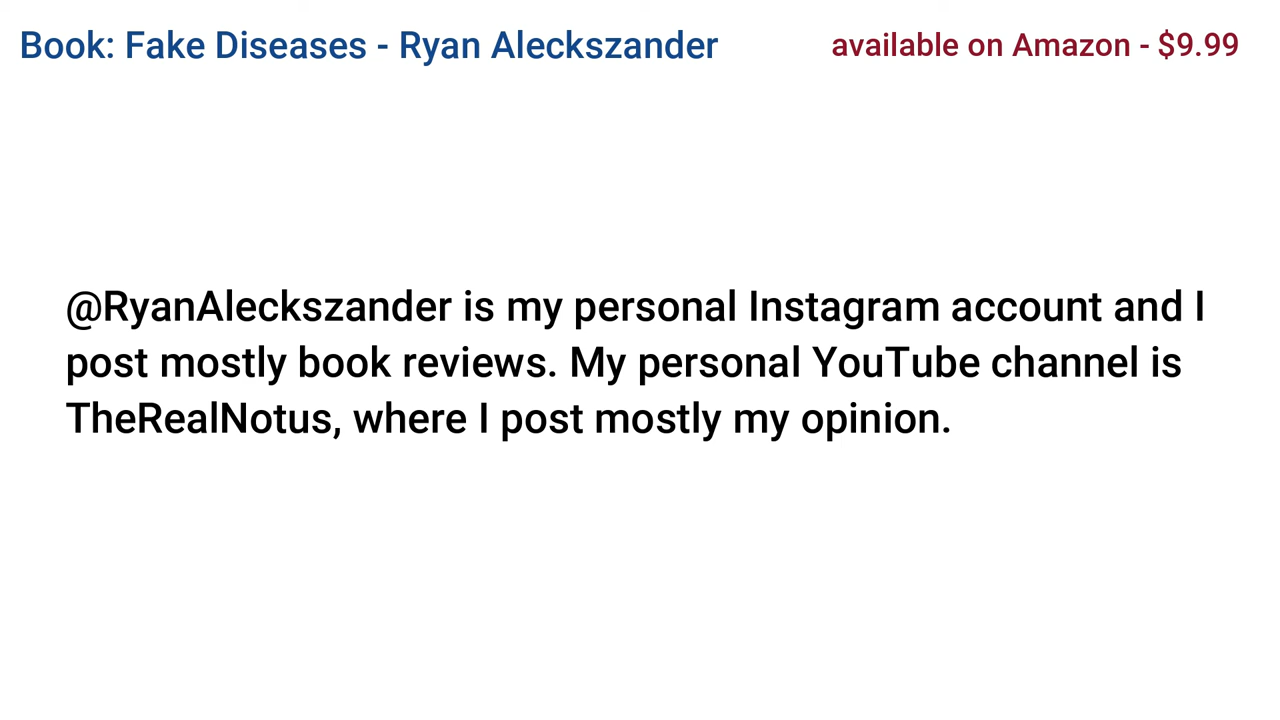 Book: Fake Diseases - Ryan Aleckszander
available on Amazon - $9.99
@RyanAleckszander is my personal Instagram account and I
post mostly book reviews. My personal YouTube channel is
TheRealNotus, where I post mostly my opinion.